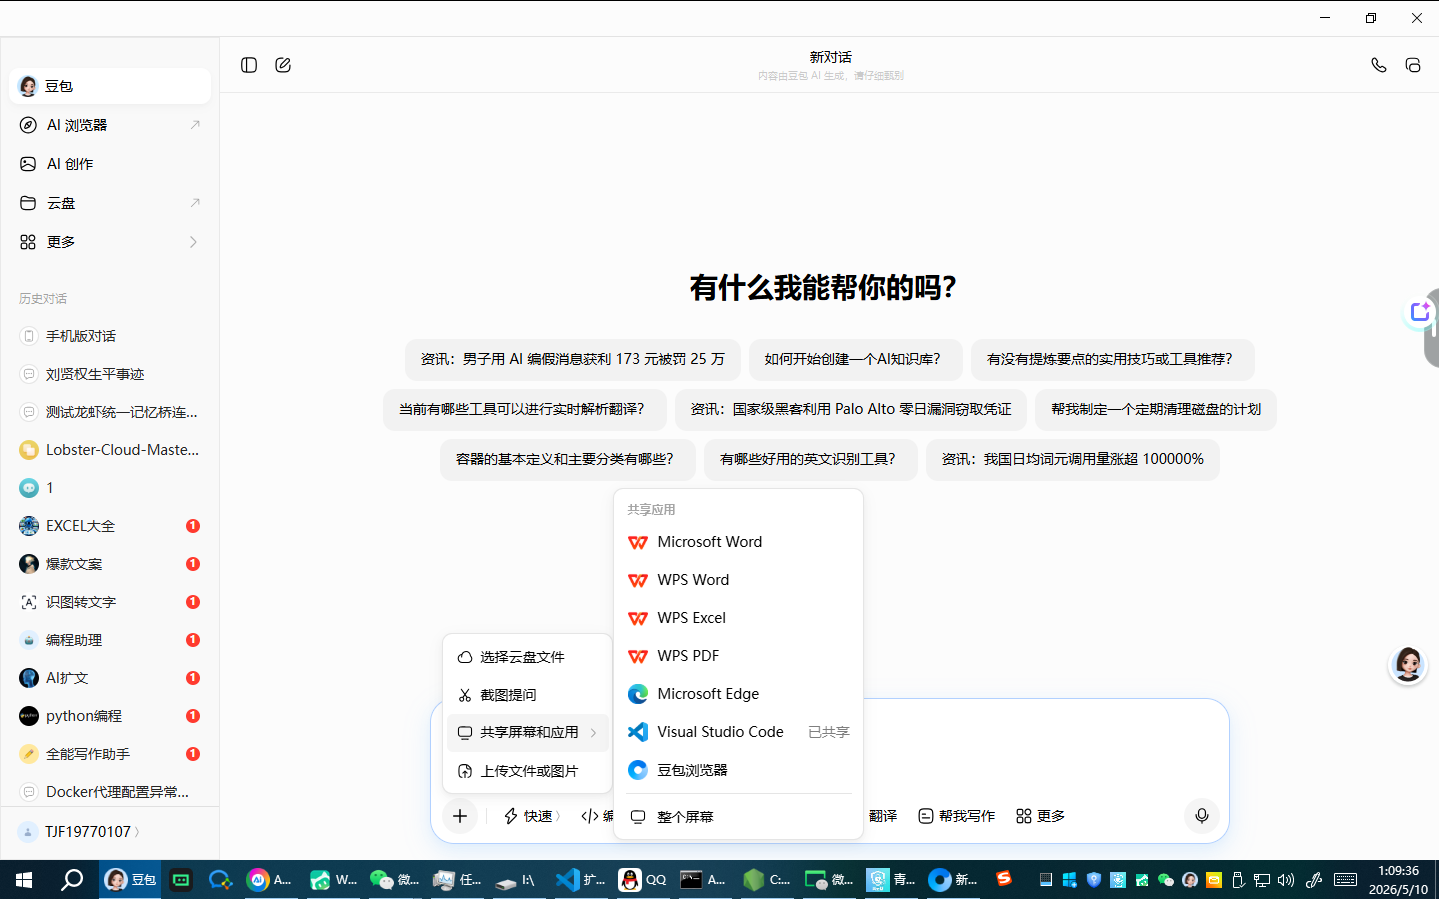 新对话
内容由豆包 AI 生成，请仔细甄别
豆包
AI 浏览器
AI 创作
云盘
更多
历史对话
手机版对话
刘贤权生平事迹
测试龙虾统一记忆桥连...
Lobster-Cloud-Maste...
1
EXCEL大全 1
爆款文案 1
识图转文字 1
编程助理 1
AI扩文 1
python编程 1
全能写作助手 1
Docker代理配置异常...
TJF19770107
有什么我能帮你的吗?
资讯：男子用 AI 编假消息获利 173 元被罚 25 万
如何开始创建一个AI知识库?
有没有提炼要点的实用技巧或工具推荐?
当前有哪些工具可以进行实时解析翻译?
资讯：国家级黑客利用 Palo Alto 零日漏洞窃取凭证
帮我制定一个定期清理磁盘的计划
容器的基本定义和主要分类有哪些?
有哪些好用的英文识别工具?
资讯：我国日均词元调用量涨超 100000%
选择云盘文件
截图提问
共享屏幕和应用
上传文件或图片
共享应用
Microsoft Word
WPS Word
WPS Excel
WPS PDF
Microsoft Edge
Visual Studio Code 已共享
豆包浏览器
整个屏幕
快速
编
翻译
帮我写作
更多
豆包
A...
W...
微...
任...
I:\
扩...
QQ
A...
C:...
微...
青...
新...
1:09:36
2026/5/10